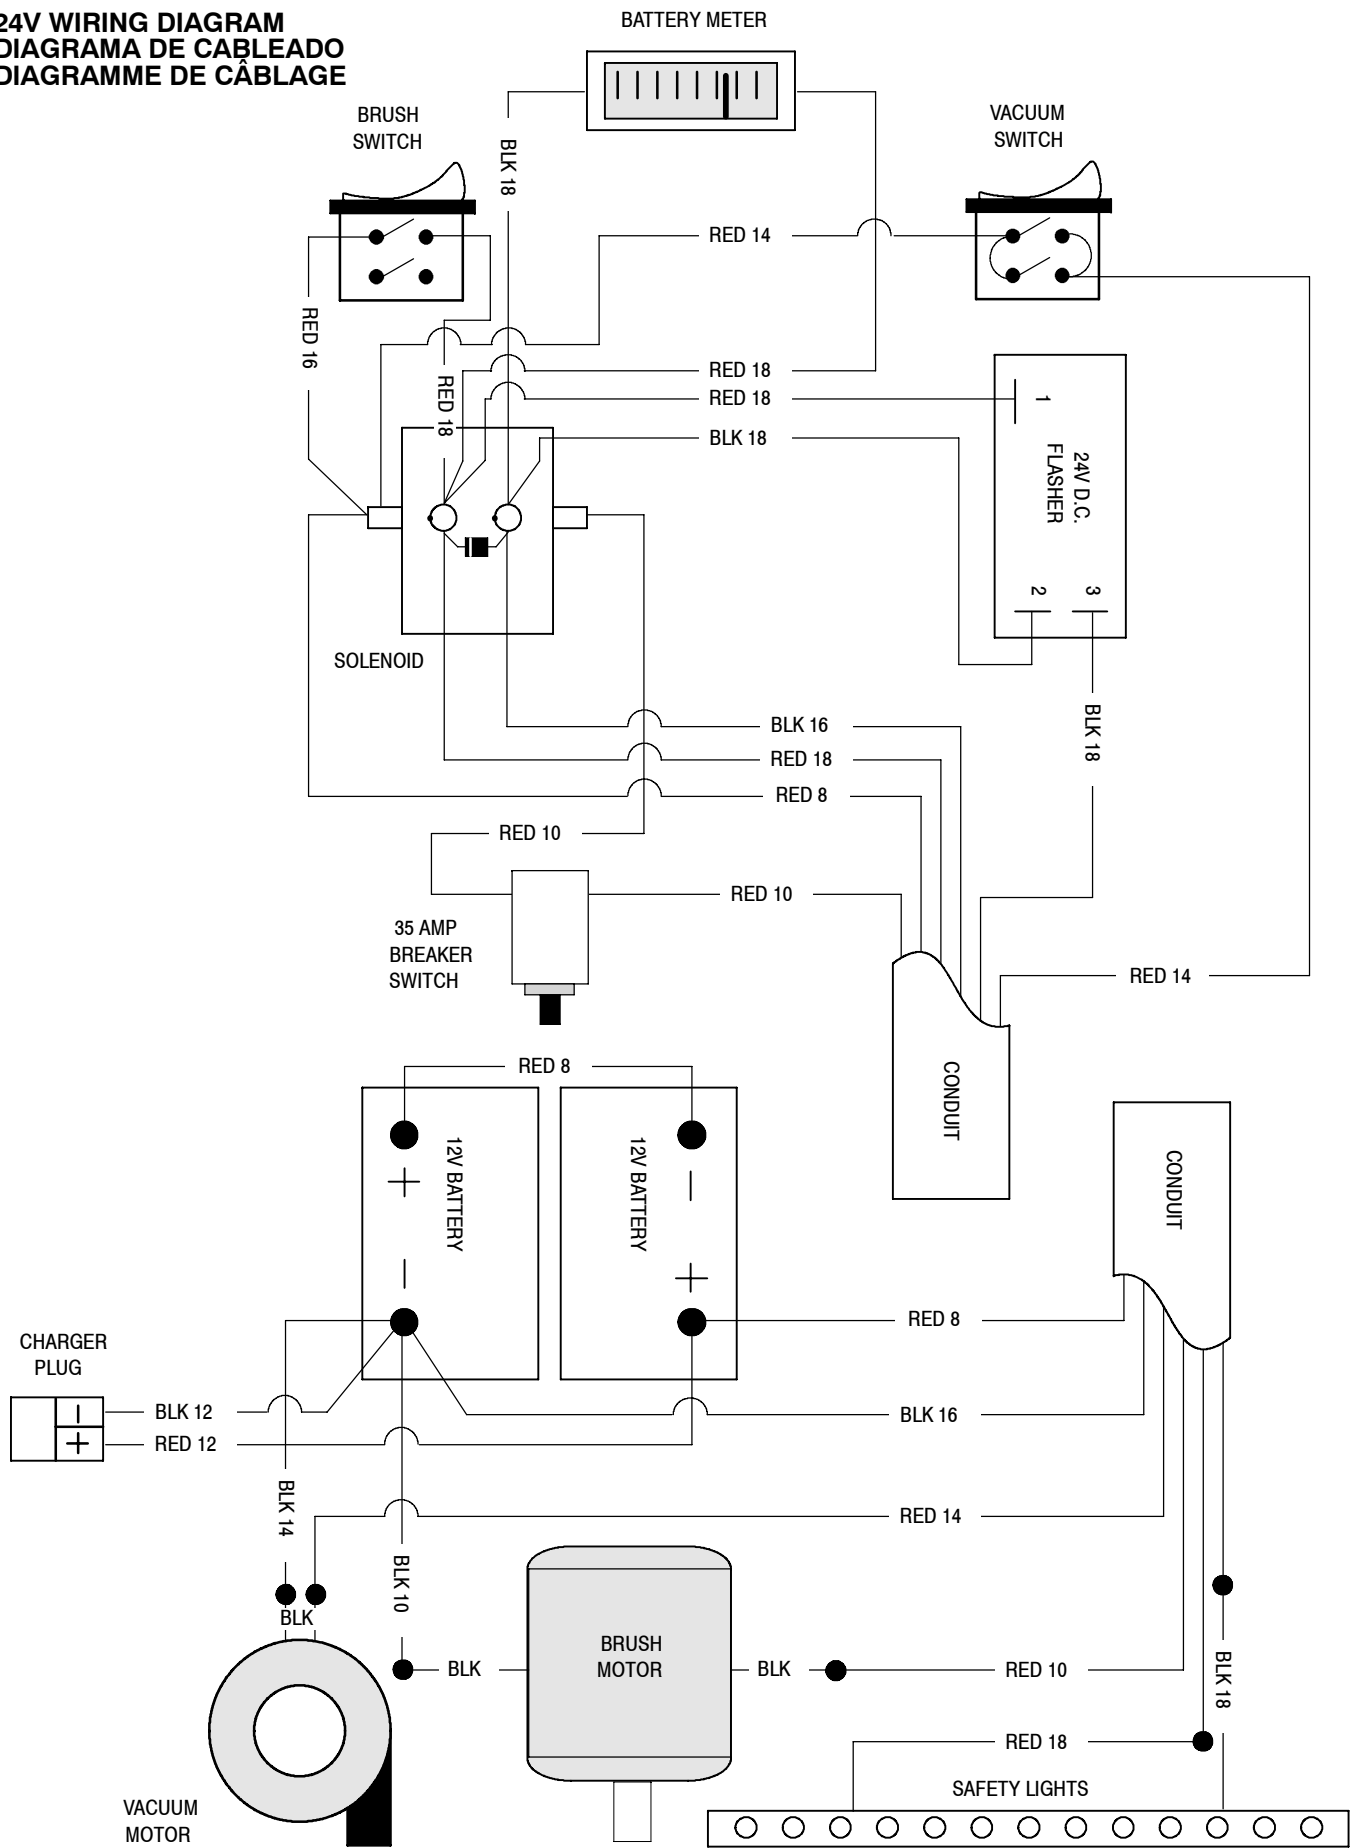 24V WIRING DIAGRAM
DIAGRAMA DE CABLEADO
DIAGRAMME DE CÂBLAGE
BATTERY METER
BRUSH
SWITCH
VACUUM
SWITCH
BLK 18
RED 14
RED 16
RED 18
RED 18
RED 18
BLK 18
1
24V D.C.
FLASHER
2
3
SOLENOID
BLK 16
RED 18
RED 8
BLK 18
RED 10
RED 10
35 AMP
BREAKER
SWITCH
RED 14
CONDUIT
RED 8
12V BATTERY
+
−
12V BATTERY
−
+
CONDUIT
RED 8
CHARGER
PLUG
−
+
BLK 12
RED 12
BLK 16
BLK 14
RED 14
BLK 10
BLK
BLK
BRUSH
MOTOR
BLK
RED 10
BLK 18
RED 18
SAFETY LIGHTS
VACUUM
MOTOR